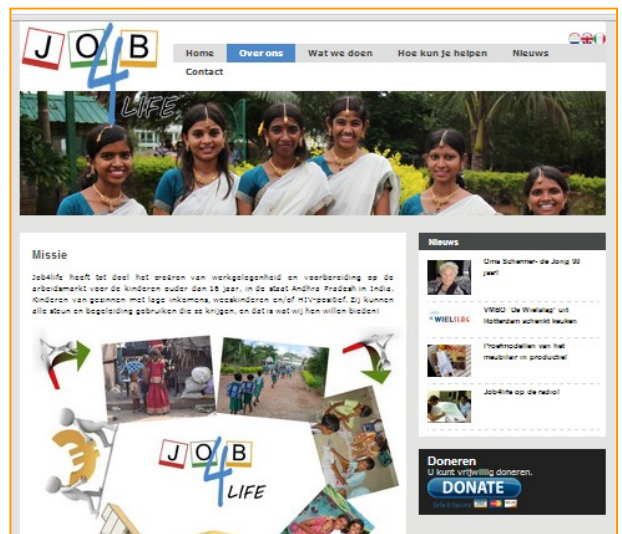 JOB
4
LIFE
Home Over ons Wat we doen Hoe kun je helpen Nieuws
Contact
Missie
Job4life heeft tot doel het creëren van werkgelegenheid en voorbereiding op de
arbeidsmarkt voor de kinderen ouder dan 16 jaar, in de staat Andhra Pradesh in India.
Kinderen van gezinnen met lage inkomens, weeskinderen en/of HIV-positief. Zij kunnen
alle steun en begeleiding gebruiken die ze krijgen, en dat is wat wij hen willen bieden!
JOB
4
LIFE
Nieuws
Oma Schemmer- de Jong 90
jaar!
WIELSLAG
VMBO "De Wielslag" uit
Rotterdam schenkt keuken
Proefmodellen van het
meubilair in productie!
Job4life op de radio!
Doneren
U kunt vrijwillig doneren.
DONATE